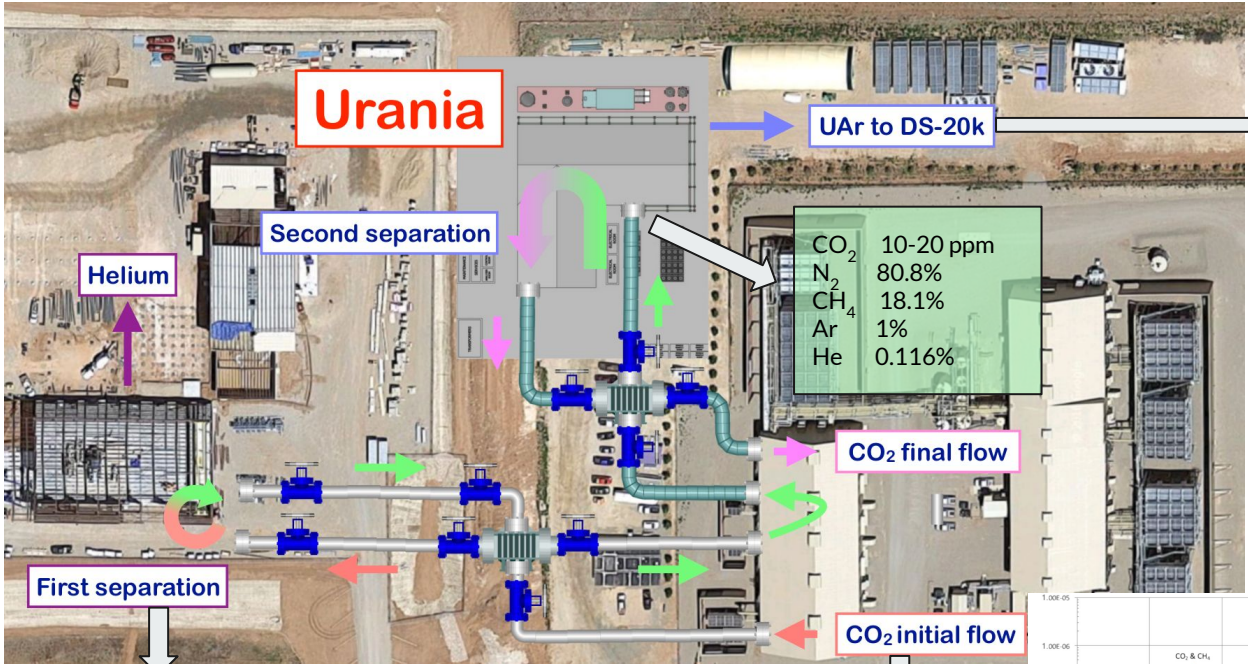 Urania
UAr to DS-20k
Second separation
Helium
CO₂ 10-20 ppm
N₂ 80.8%
CH₄ 18.1%
Ar 1%
He 0.116%
CO₂ final flow
First separation
CO₂ initial flow
1.00E-05
1.00E-06
CO₂ & CH₄